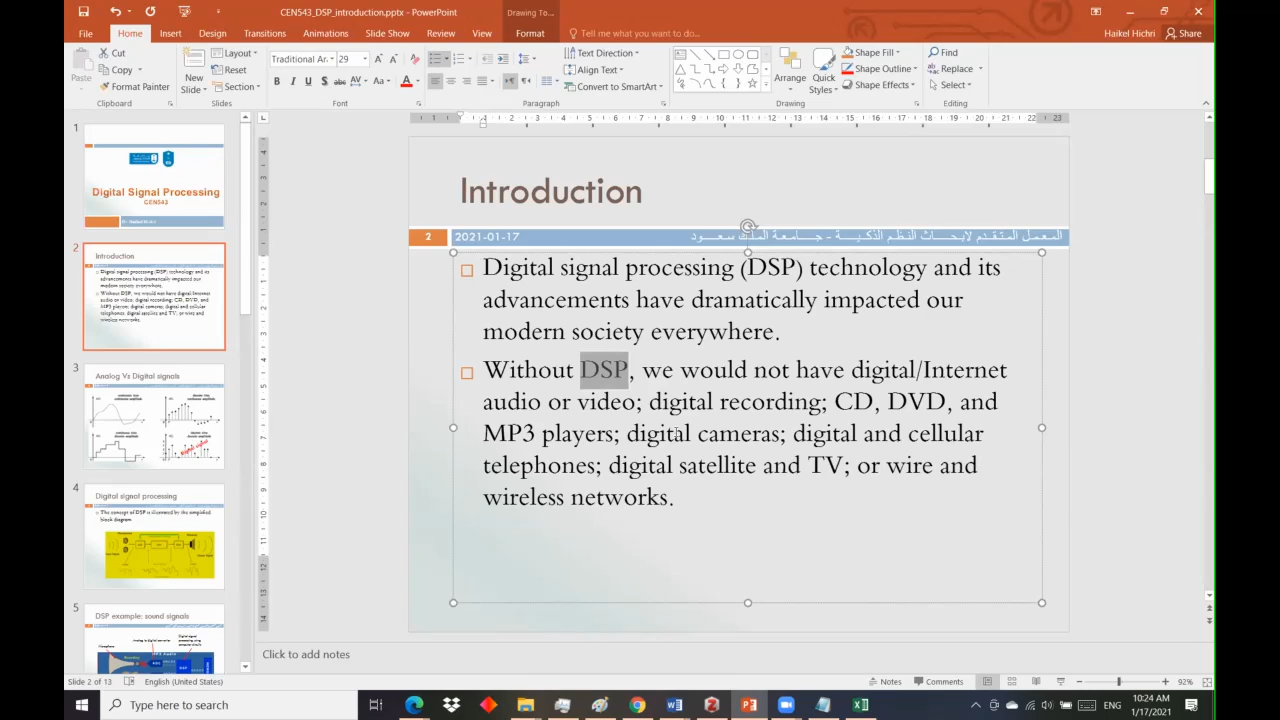 CEN543_DSP_introduction.pptx - PowerPoint
Drawing To...
File Home Insert Design Transitions Animations Slide Show Review View Format Tell me what you want to do... Haikel Hichri Share
Paste
Cut
Copy
Format Painter
Clipboard
New Slide
Layout
Reset
Section
Slides
Traditional Ar 29
B I U S abc AV Aa A
Font
Text Direction
Align Text
Convert to SmartArt
Paragraph
Arrange
Quick Styles
Shape Fill
Shape Outline
Shape Effects
Drawing
Find
Replace
Select
Editing
1
Digital Signal Processing
CEN543
2
Introduction
Digital signal processing (DSP) technology and its
advancements have dramatically impacted our
modern society everywhere.
Without DSP, we would not have digital/Internet
audio or video; digital recording; CD, DVD, and
MP3 players; digital cameras; digital and cellular
telephones; digital satellite and TV; or wire and
wireless networks.
3
Analog Vs Digital signals
4
Digital signal processing
The concept of DSP is illustrated by the simplified
block diagram
5
DSP example: sound signals
Introduction
2 2021-01-17 المعمل المتقدم لأبحاث النظم الذكية - جامعة الملك سعود
Digital signal processing (DSP) technology and its
advancements have dramatically impacted our
modern society everywhere.
Without DSP, we would not have digital/Internet
audio or video; digital recording; CD, DVD, and
MP3 players; digital cameras; digital and cellular
telephones; digital satellite and TV; or wire and
wireless networks.
Click to add notes
Slide 2 of 13 English (United States) Notes Comments 92%
Type here to search
ENG
10:24 AM
1/17/2021